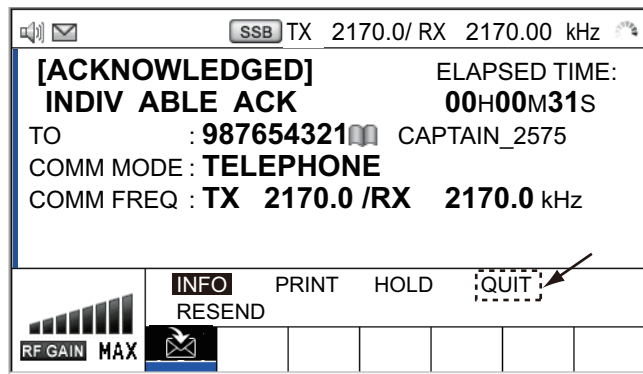 SSB TX 2170.0/ RX 2170.00 kHz
[ACKNOWLEDGED] ELAPSED TIME:
INDIV ABLE ACK 00H00M31S
TO : 987654321 CAPTAIN_2575
COMM MODE : TELEPHONE
COMM FREQ : TX 2170.0 /RX 2170.0 kHz
INFO PRINT HOLD QUIT
RESEND
RF GAIN MAX